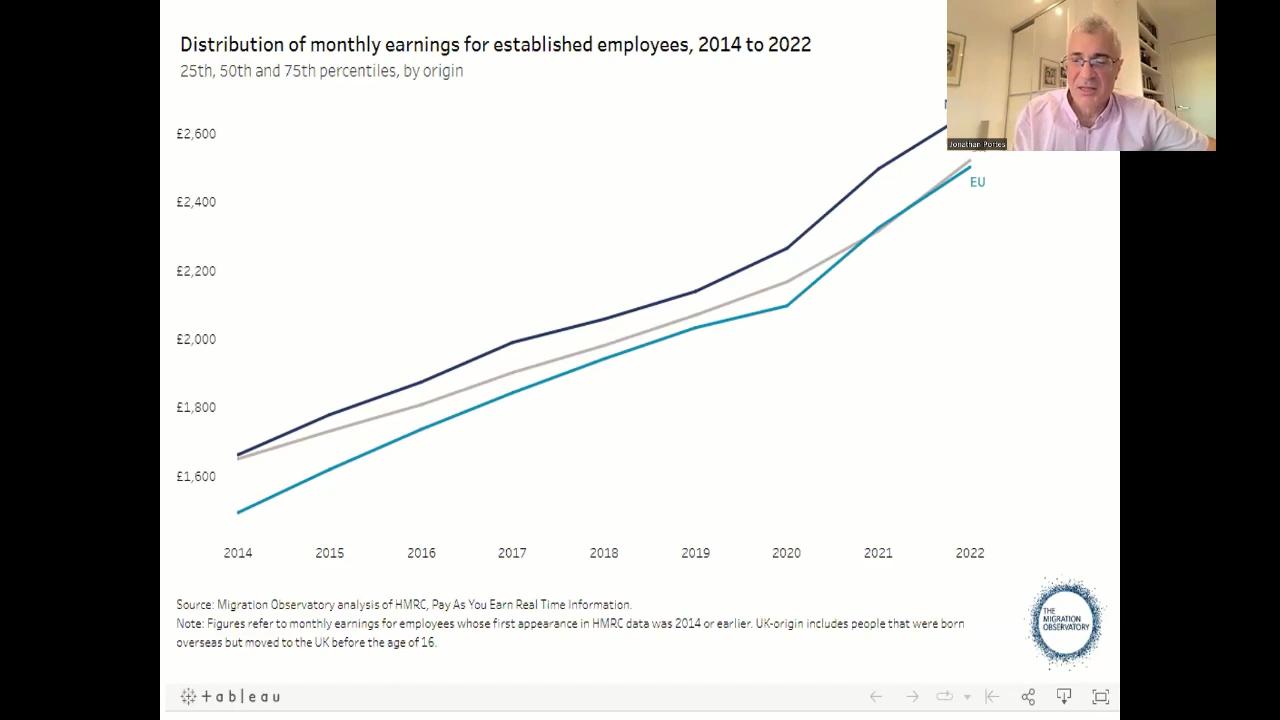 Distribution of monthly earnings for established employees, 2014 to 2022
25th, 50th and 75th percentiles, by origin
Jonathan Portes
£2,600
£2,400
£2,200
£2,000
£1,800
£1,600
EU
2014 2015 2016 2017 2018 2019 2020 2021 2022
Source: Migration Observatory analysis of HMRC, Pay As You Earn Real Time Information.
Note: Figures refer to monthly earnings for employees whose first appearance in HMRC data was 2014 or earlier. UK-origin includes people that were born
overseas but moved to the UK before the age of 16.
THE
MIGRATION
OBSERVATORY
+ableau